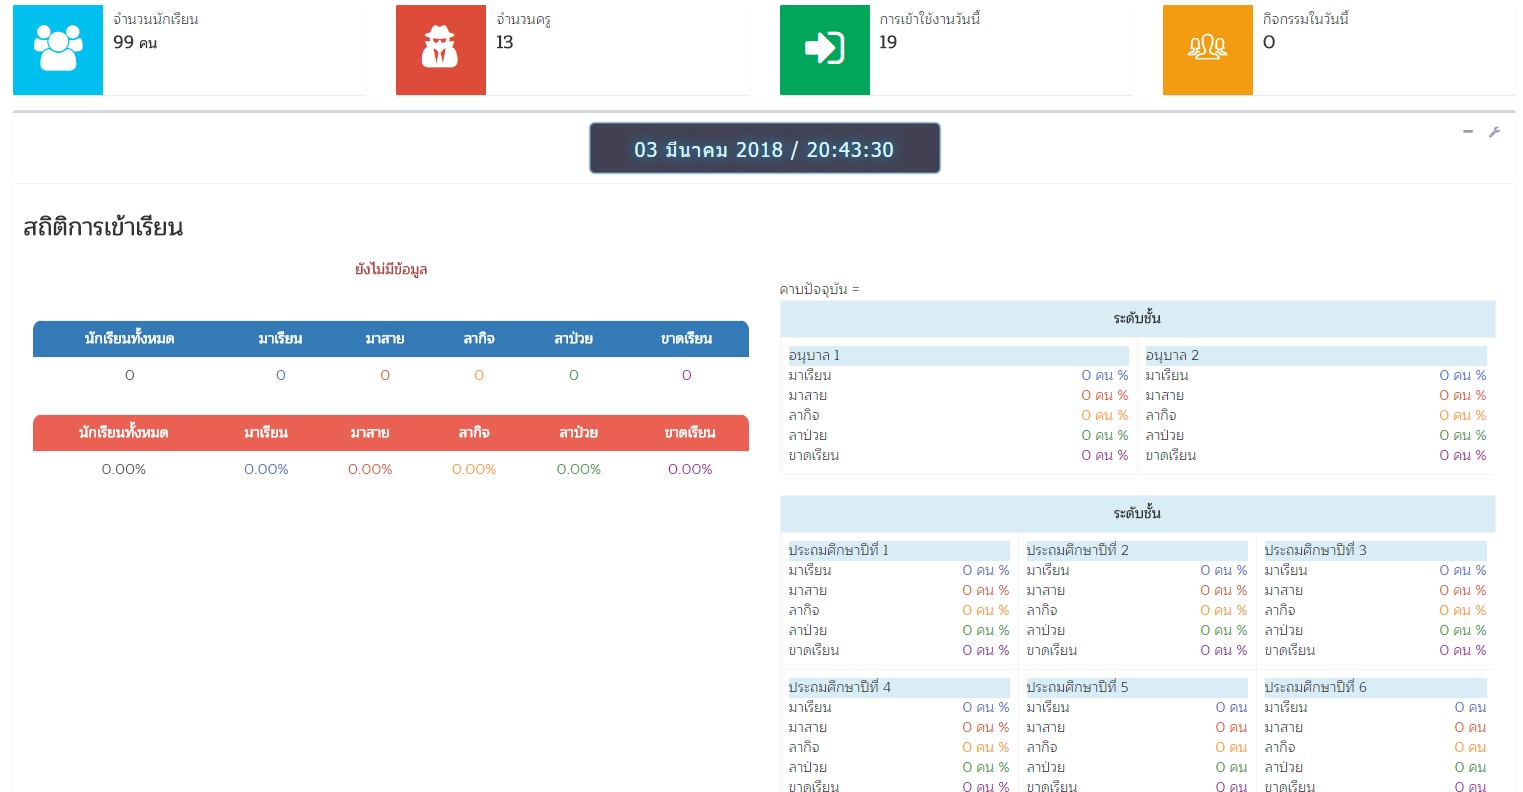 จำนวนนักเรียน
99 คน
จำนวนครู
13
การเข้าใช้งานวันนี้
19
กิจกรรมในวันนี้
0
03 มีนาคม 2018 / 20:43:30
สถิติการเข้าเรียน
ยังไม่มีข้อมูล
นักเรียนทั้งหมด มาเรียน มาสาย ลากิจ ลาป่วย ขาดเรียน
0 0 0 0 0 0
นักเรียนทั้งหมด มาเรียน มาสาย ลากิจ ลาป่วย ขาดเรียน
0.00% 0.00% 0.00% 0.00% 0.00% 0.00%
คาบปัจจุบัน =
ระดับชั้น
อนุบาล 1
มาเรียน 0 คน %
มาสาย 0 คน %
ลากิจ 0 คน %
ลาป่วย 0 คน %
ขาดเรียน 0 คน %
อนุบาล 2
มาเรียน 0 คน %
มาสาย 0 คน %
ลากิจ 0 คน %
ลาป่วย 0 คน %
ขาดเรียน 0 คน %
ระดับชั้น
ประถมศึกษาปีที่ 1
มาเรียน 0 คน %
มาสาย 0 คน %
ลากิจ 0 คน %
ลาป่วย 0 คน %
ขาดเรียน 0 คน %
ประถมศึกษาปีที่ 2
มาเรียน 0 คน %
มาสาย 0 คน %
ลากิจ 0 คน %
ลาป่วย 0 คน %
ขาดเรียน 0 คน %
ประถมศึกษาปีที่ 3
มาเรียน 0 คน %
มาสาย 0 คน %
ลากิจ 0 คน %
ลาป่วย 0 คน %
ขาดเรียน 0 คน %
ประถมศึกษาปีที่ 4
มาเรียน 0 คน %
มาสาย 0 คน %
ลากิจ 0 คน %
ลาป่วย 0 คน %
ขาดเรียน 0 คน %
ประถมศึกษาปีที่ 5
มาเรียน 0 คน
มาสาย 0 คน
ลากิจ 0 คน
ลาป่วย 0 คน
ขาดเรียน 0 คน
ประถมศึกษาปีที่ 6
มาเรียน 0 คน
มาสาย 0 คน
ลากิจ 0 คน
ลาป่วย 0 คน
ขาดเรียน 0 คน